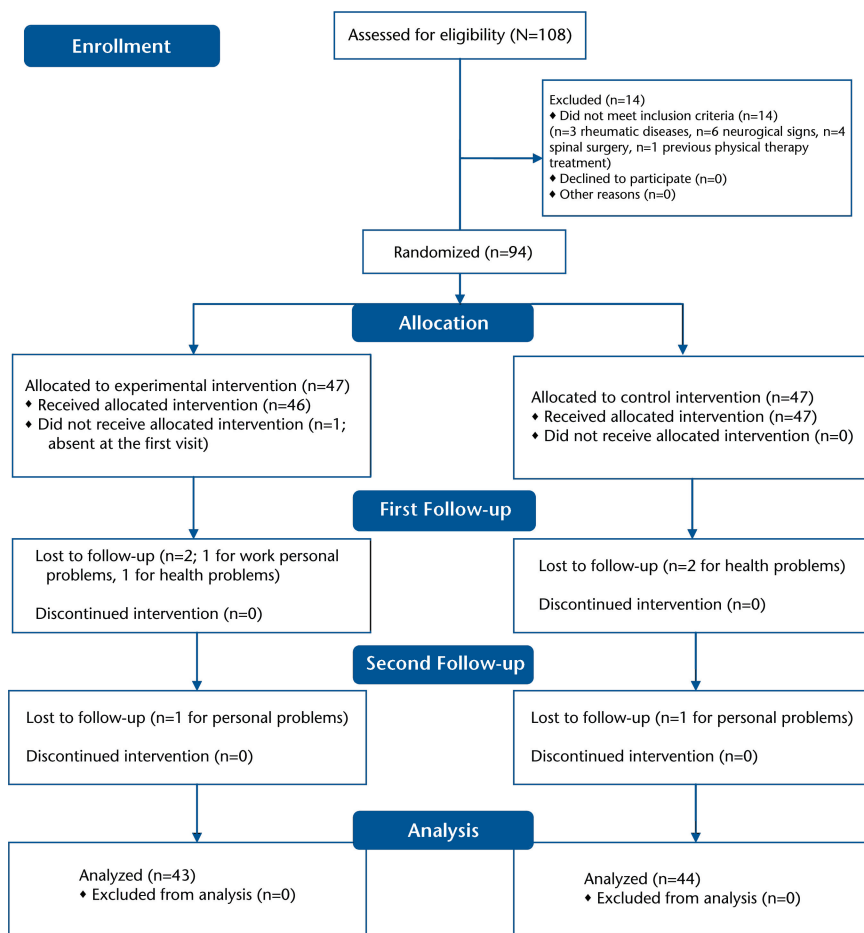 Enrollment
Assessed for eligibility (N=108)
Excluded (n=14)
♦ Did not meet inclusion criteria (n=14)
(n=3 rheumatic diseases, n=6 neurogical signs, n=4
spinal surgery, n=1 previous physical therapy
treatment)
♦ Declined to participate (n=0)
♦ Other reasons (n=0)
Randomized (n=94)
Allocation
Allocated to experimental intervention (n=47)
♦ Received allocated intervention (n=46)
♦ Did not receive allocated intervention (n=1;
absent at the first visit)
Allocated to control intervention (n=47)
♦ Received allocated intervention (n=47)
♦ Did not receive allocated intervention (n=0)
First Follow-up
Lost to follow-up (n=2; 1 for work personal
problems, 1 for health problems)
Discontinued intervention (n=0)
Lost to follow-up (n=2 for health problems)
Discontinued intervention (n=0)
Second Follow-up
Lost to follow-up (n=1 for personal problems)
Discontinued intervention (n=0)
Lost to follow-up (n=1 for personal problems)
Discontinued intervention (n=0)
Analysis
Analyzed (n=43)
♦ Excluded from analysis (n=0)
Analyzed (n=44)
♦ Excluded from analysis (n=0)